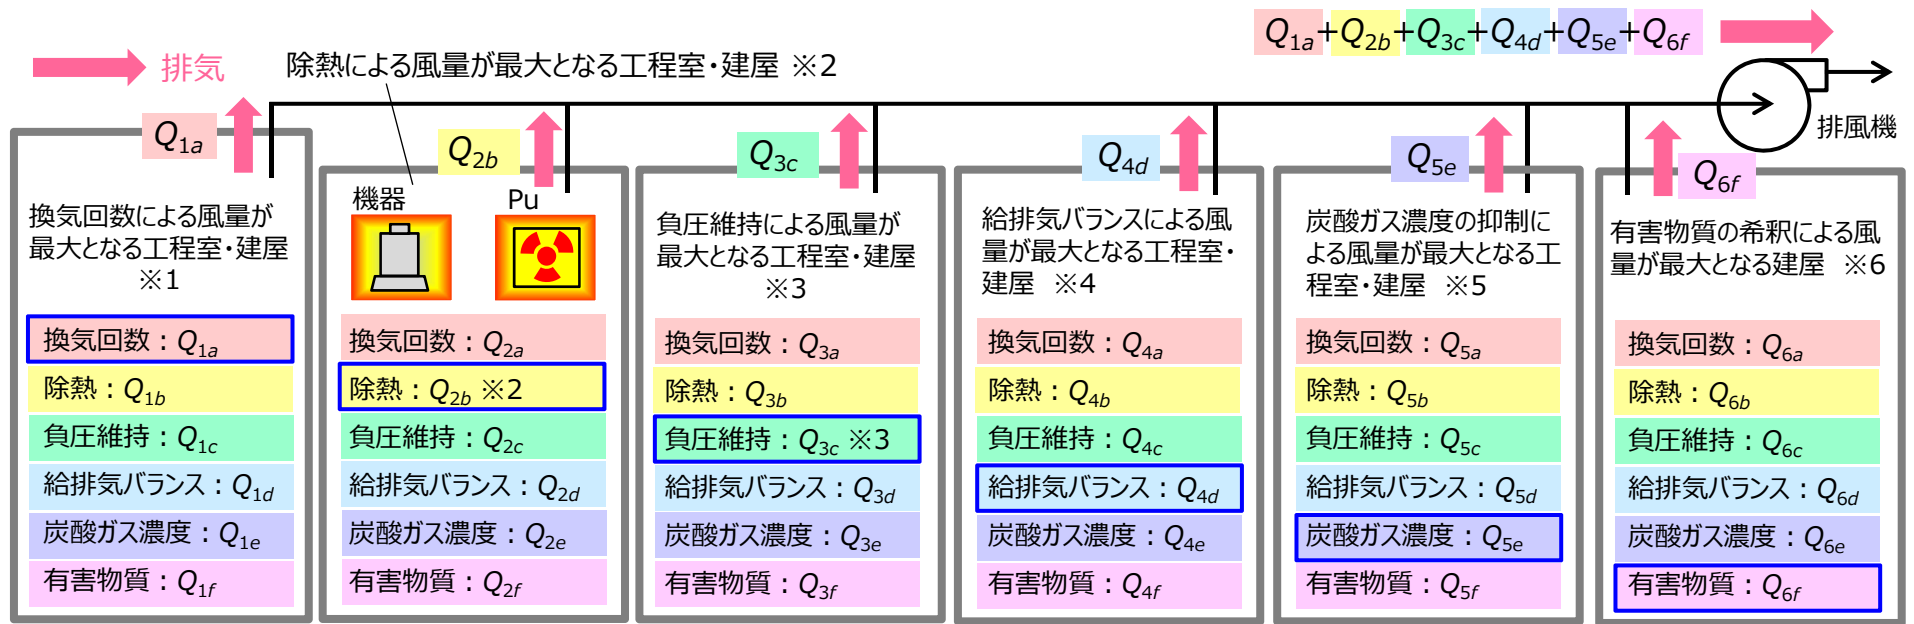 Q1a+Q2b+Q3c+Q4d+Q5e+Q6f
排気
除熱による風量が最大となる工程室・建屋 ※2
排風機
Q1a
換気回数による風量が
最大となる工程室・建屋
※1
換気回数：Q1a
除熱：Q1b
負圧維持：Q1c
給排気バランス：Q1d
炭酸ガス濃度：Q1e
有害物質：Q1f
Q2b
機器
Pu
換気回数：Q2a
除熱：Q2b ※2
負圧維持：Q2c
給排気バランス：Q2d
炭酸ガス濃度：Q2e
有害物質：Q2f
Q3c
負圧維持による風量が
最大となる工程室・建屋
※3
換気回数：Q3a
除熱：Q3b
負圧維持：Q3c ※3
給排気バランス：Q3d
炭酸ガス濃度：Q3e
有害物質：Q3f
Q4d
給排気バランスによる風
量が最大となる工程室・
建屋 ※4
換気回数：Q4a
除熱：Q4b
負圧維持：Q4c
給排気バランス：Q4d
炭酸ガス濃度：Q4e
有害物質：Q4f
Q5e
炭酸ガス濃度の抑制に
よる風量が最大となる工
程室・建屋 ※5
換気回数：Q5a
除熱：Q5b
負圧維持：Q5c
給排気バランス：Q5d
炭酸ガス濃度：Q5e
有害物質：Q5f
Q6f
有害物質の希釈による風
量が最大となる建屋 ※6
換気回数：Q6a
除熱：Q6b
負圧維持：Q6c
給排気バランス：Q6d
炭酸ガス濃度：Q6e
有害物質：Q6f